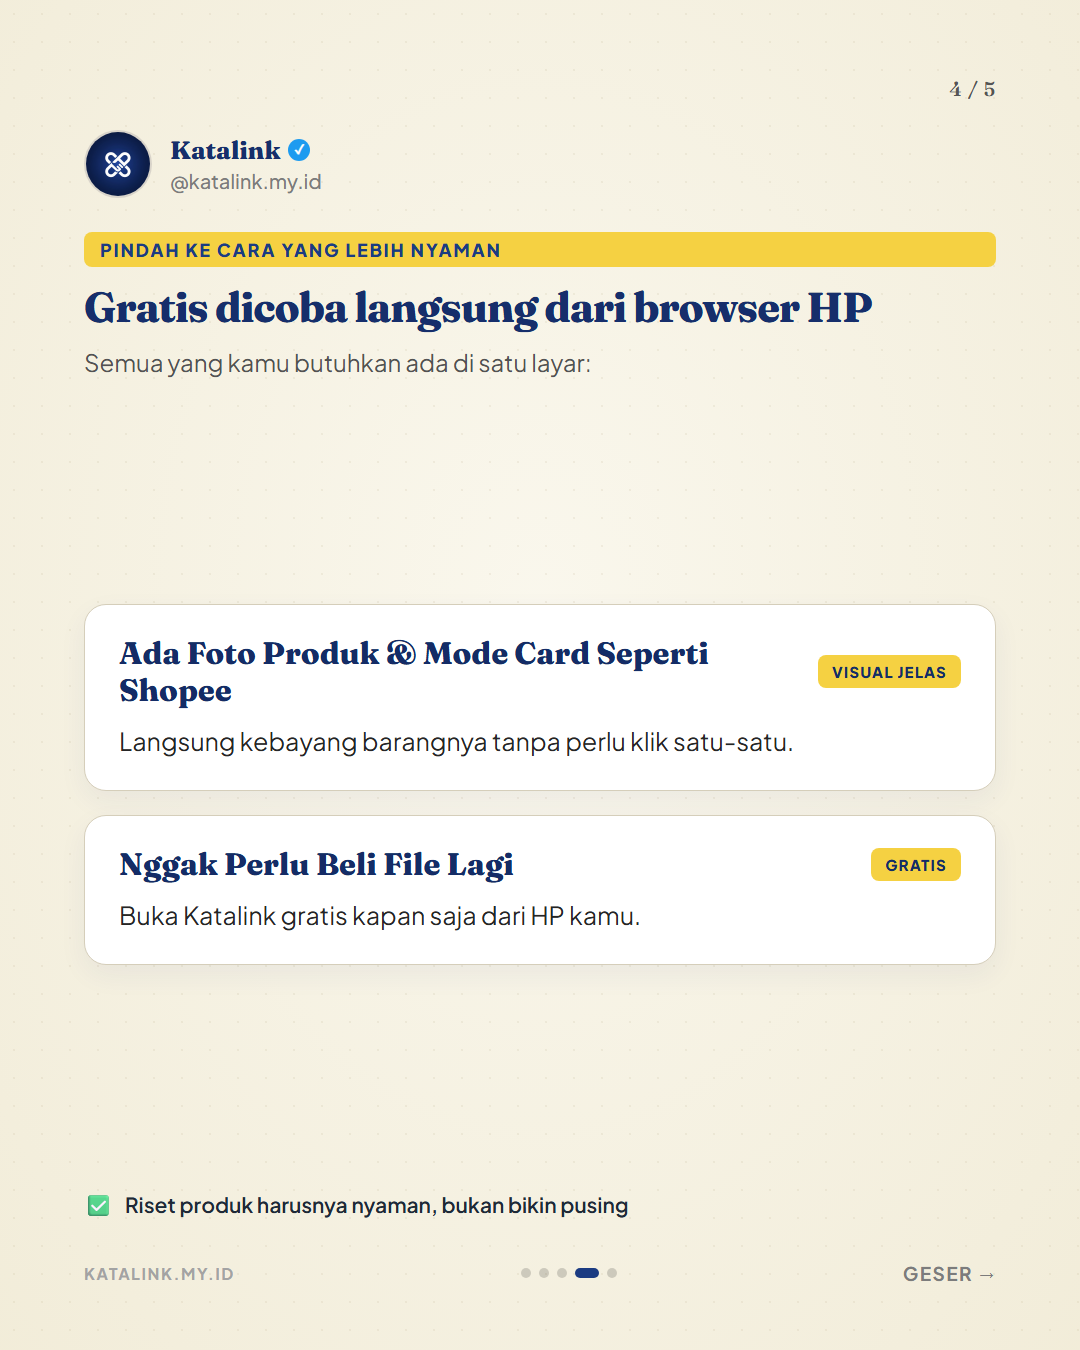 4 / 5
Katalink
@katalink.my.id
PINDAH KE CARA YANG LEBIH NYAMAN
Gratis dicoba langsung dari browser HP
Semua yang kamu butuhkan ada di satu layar:
Ada Foto Produk & Mode Card Seperti
Shopee
VISUAL JELAS
Langsung kebayang barangnya tanpa perlu klik satu-satu.
Nggak Perlu Beli File Lagi
GRATIS
Buka Katalink gratis kapan saja dari HP kamu.
✅ Riset produk harusnya nyaman, bukan bikin pusing
KATALINK.MY.ID
GESER →